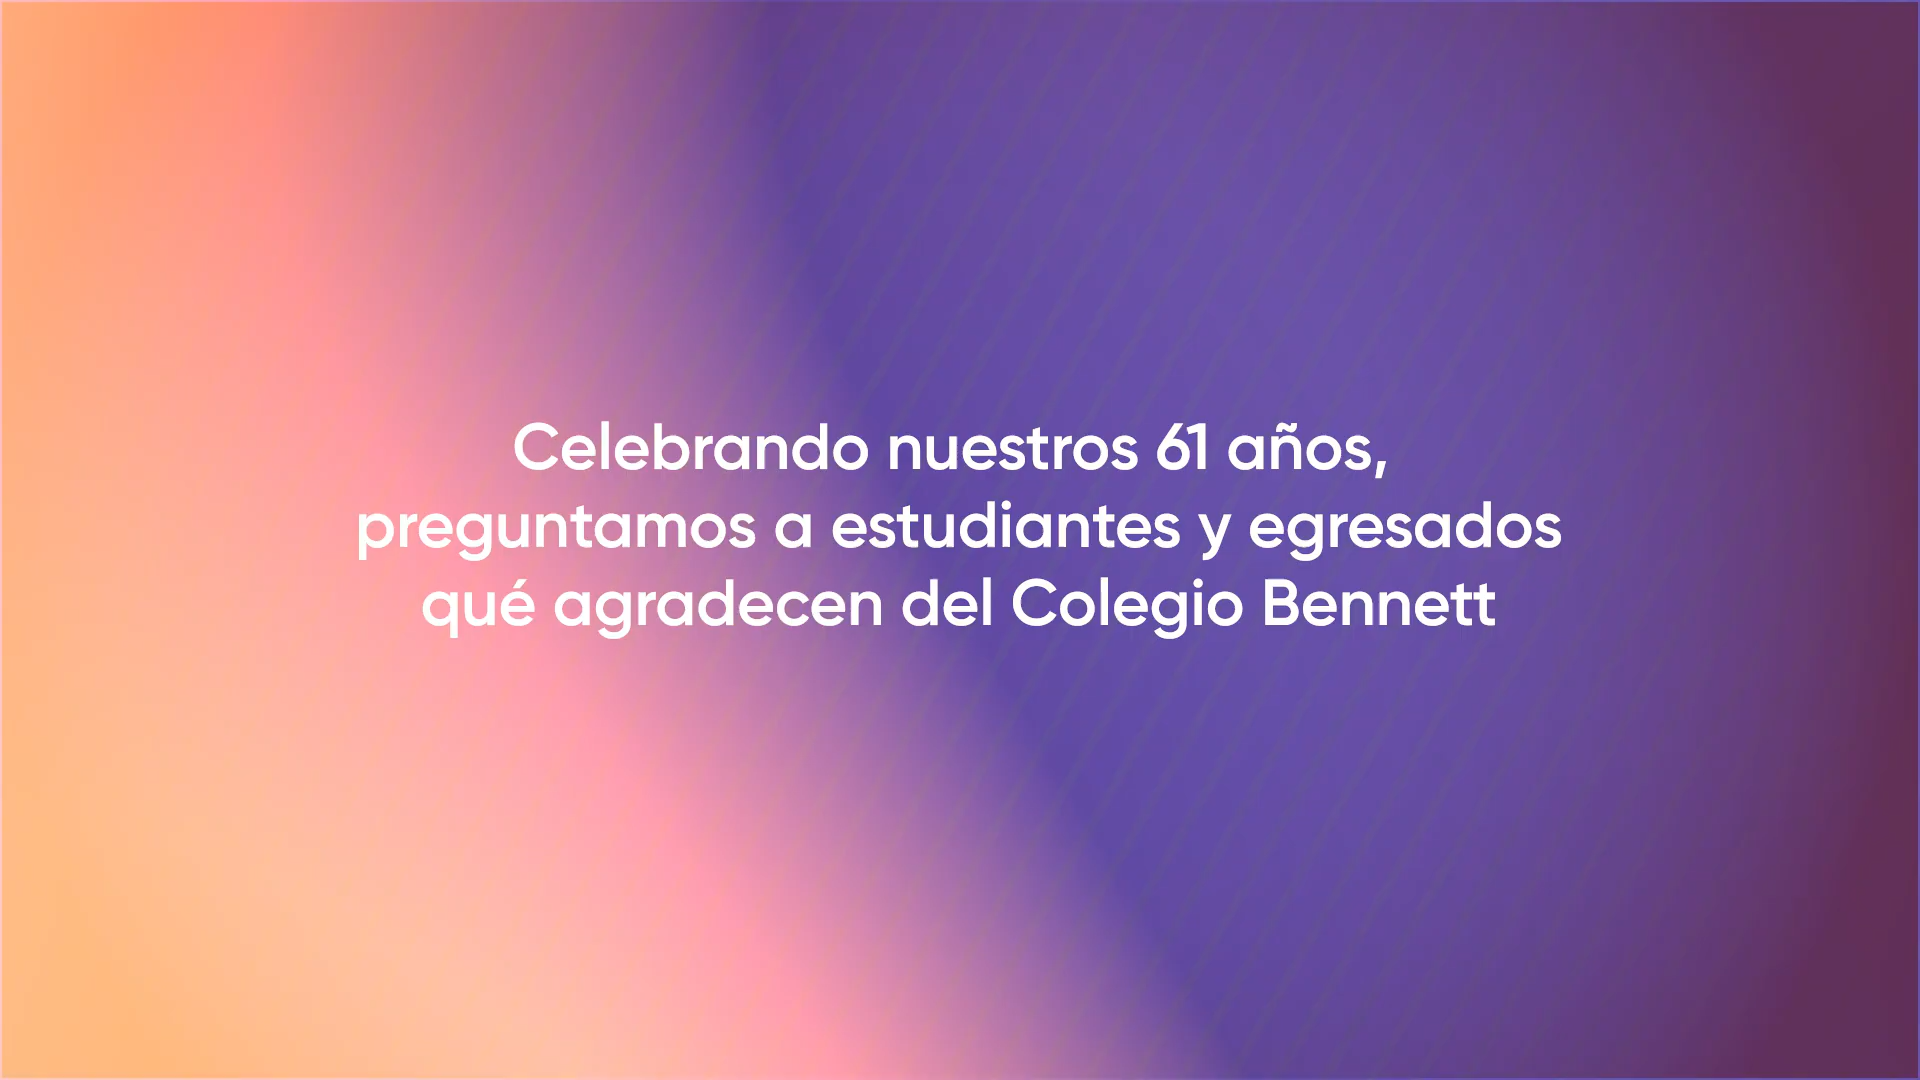 Celebrando nuestros 61 años,
preguntamos a estudiantes y egresados
qué agradecen del Colegio Bennett